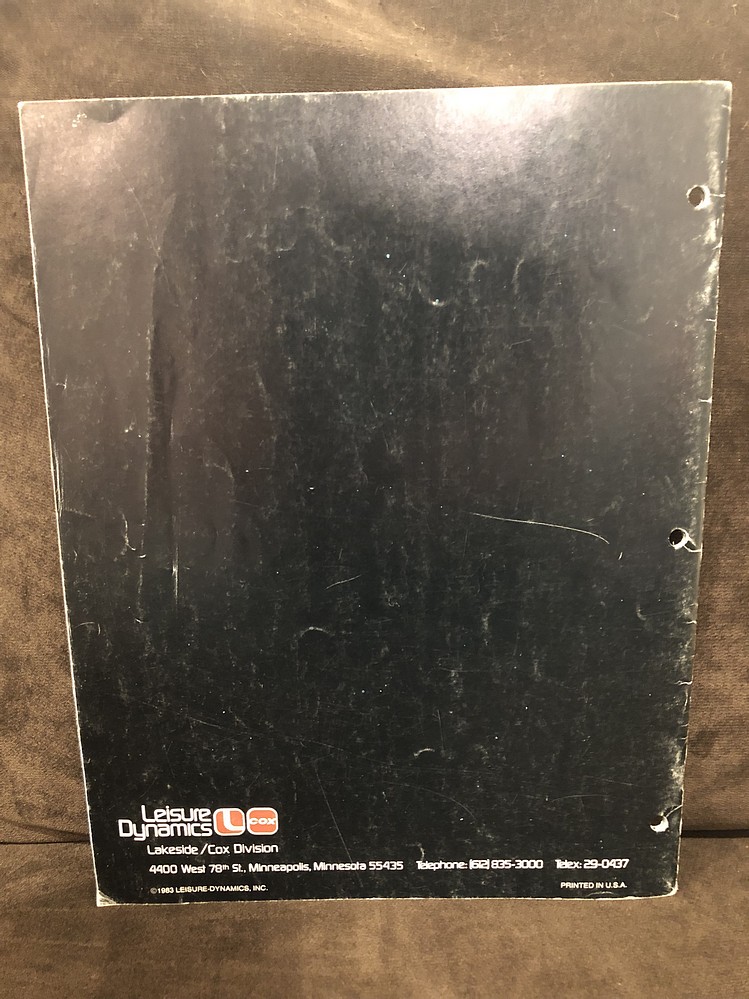 Leisure
Dynamics L COX
Lakeside/Cox Division
4400 West 78th St., Minneapolis, Minnesota 55435 Telephone: (612) 835-3000 Telex: 29-0437
©1983 LEISURE-DYNAMICS, INC. PRINTED IN U.S.A.